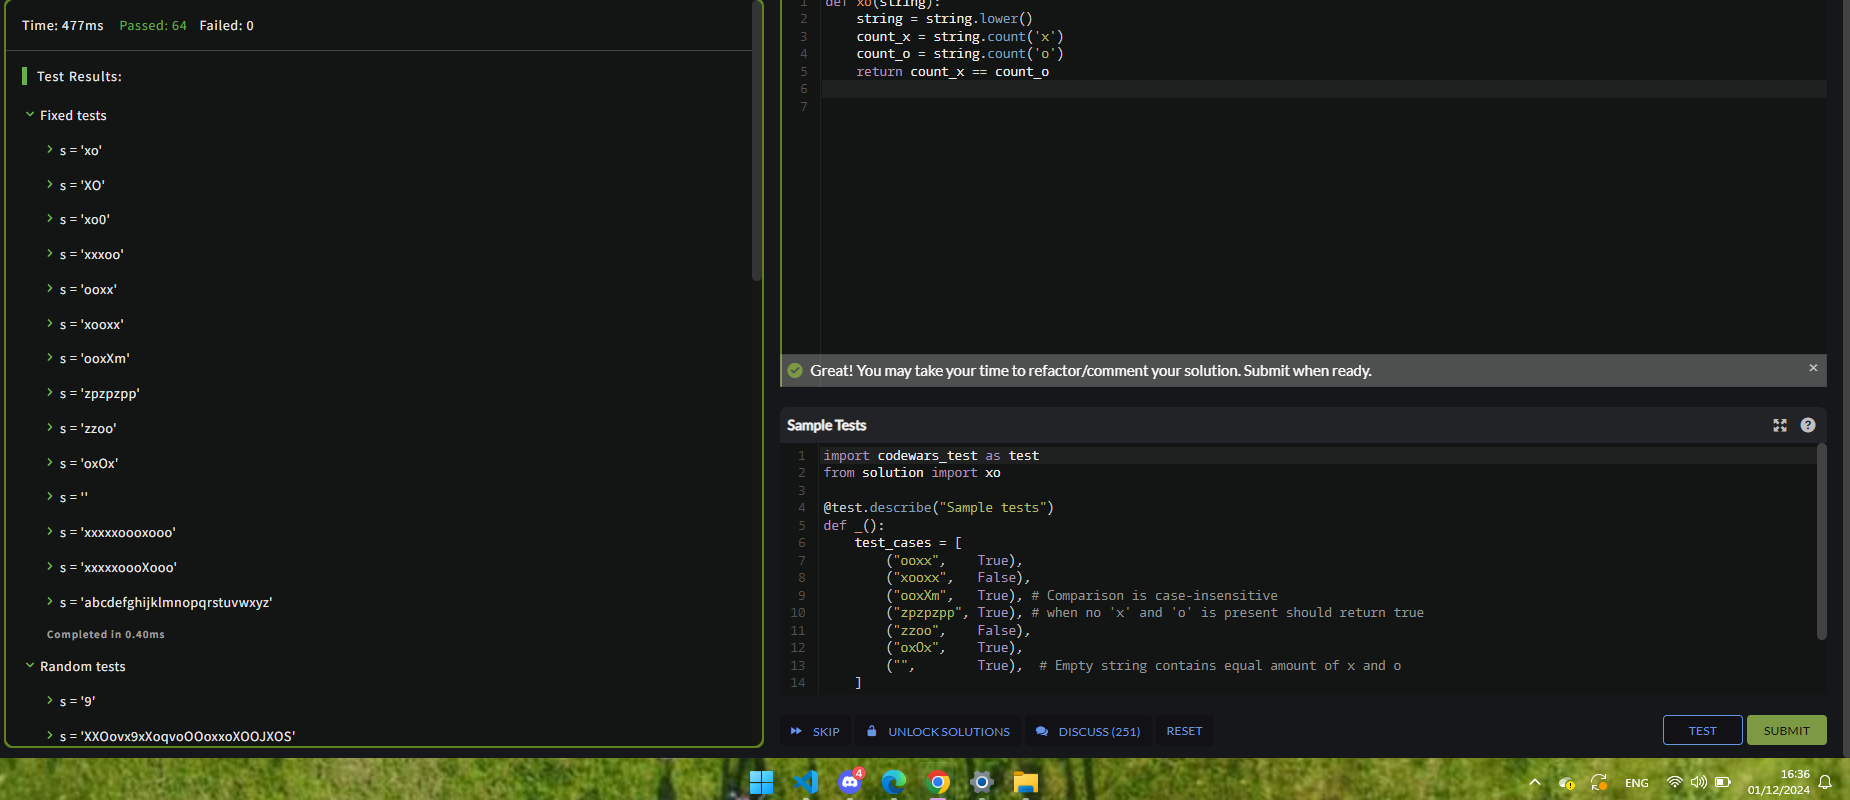 Time: 477ms Passed: 64 Failed: 0
Test Results:
Fixed tests
s = 'xo'
s = 'XO'
s = 'xo0'
s = 'xxxoo'
s = 'ooxx'
s = 'xooxx'
s = 'ooxXm'
s = 'zpzpzpp'
s = 'zzoo'
s = 'oxOx'
s = ''
s = 'xxxxxoooxooo'
s = 'xxxxxoooXooo'
s = 'abcdefghijklmnopqrstuvwxyz'
Completed in 0.40ms
Random tests
s = '9'
s = 'XXOovx9xXoqvoOOoxxoXOOJXOS'
1 def xo(string):
2     string = string.lower()
3     count_x = string.count('x')
4     count_o = string.count('o')
5     return count_x == count_o
6
7
Great! You may take your time to refactor/comment your solution. Submit when ready.
Sample Tests
1 import codewars_test as test
2 from solution import xo
3
4 @test.describe("Sample tests")
5 def _():
6     test_cases = [
7         ("ooxx",    True),
8         ("xooxx",   False),
9         ("ooxXm",   True), # Comparison is case-insensitive
10         ("zpzpzpp", True), # when no 'x' and 'o' is present should return true
11         ("zzoo",    False),
12         ("oxOx",    True),
13         ("",        True),  # Empty string contains equal amount of x and o
14     ]
SKIP UNLOCK SOLUTIONS DISCUSS (251) RESET TEST SUBMIT
4
ENG
16:36
01/12/2024